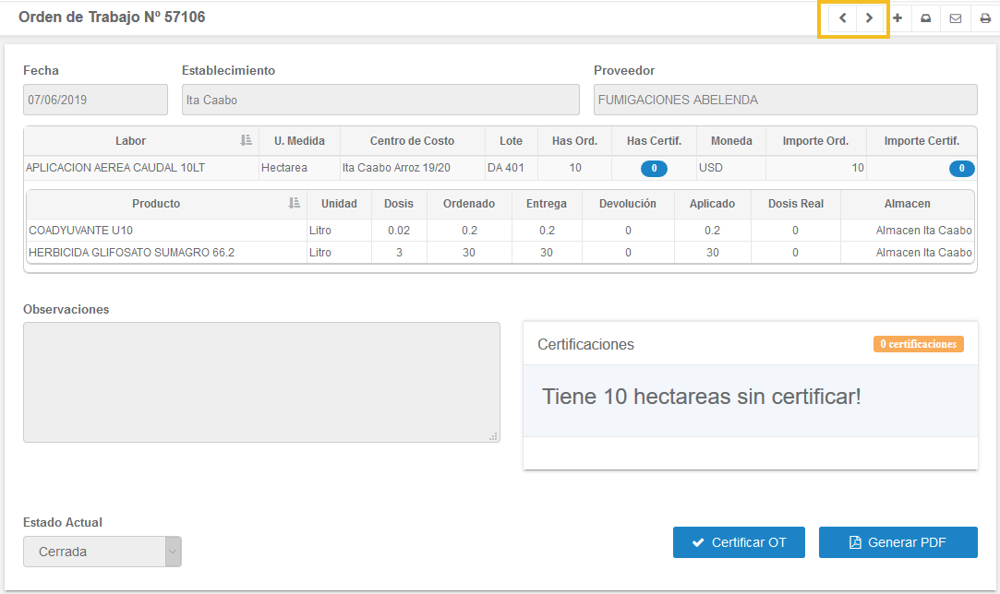 Orden de Trabajo Nº 57106
Fecha Establecimiento Proveedor
07/06/2019 Ita Caabo FUMIGACIONES ABELENDA
Labor U. Medida Centro de Costo Lote Has Ord. Has Certif. Moneda Importe Ord. Importe Certif.
APLICACION AEREA CAUDAL 10LT Hectarea Ita Caabo Arroz 19/20 DA 401 10 0 USD 10 0
Producto Unidad Dosis Ordenado Entrega Devolución Aplicado Dosis Real Almacen
COADYUVANTE U10 Litro 0.02 0.2 0.2 0 0.2 0 Almacen Ita Caabo
HERBICIDA GLIFOSATO SUMAGRO 66.2 Litro 3 30 30 0 30 0 Almacen Ita Caabo
Observaciones
Certificaciones 0 certificaciones
Tiene 10 hectareas sin certificar!
Estado Actual
Cerrada Certificar OT Generar PDF